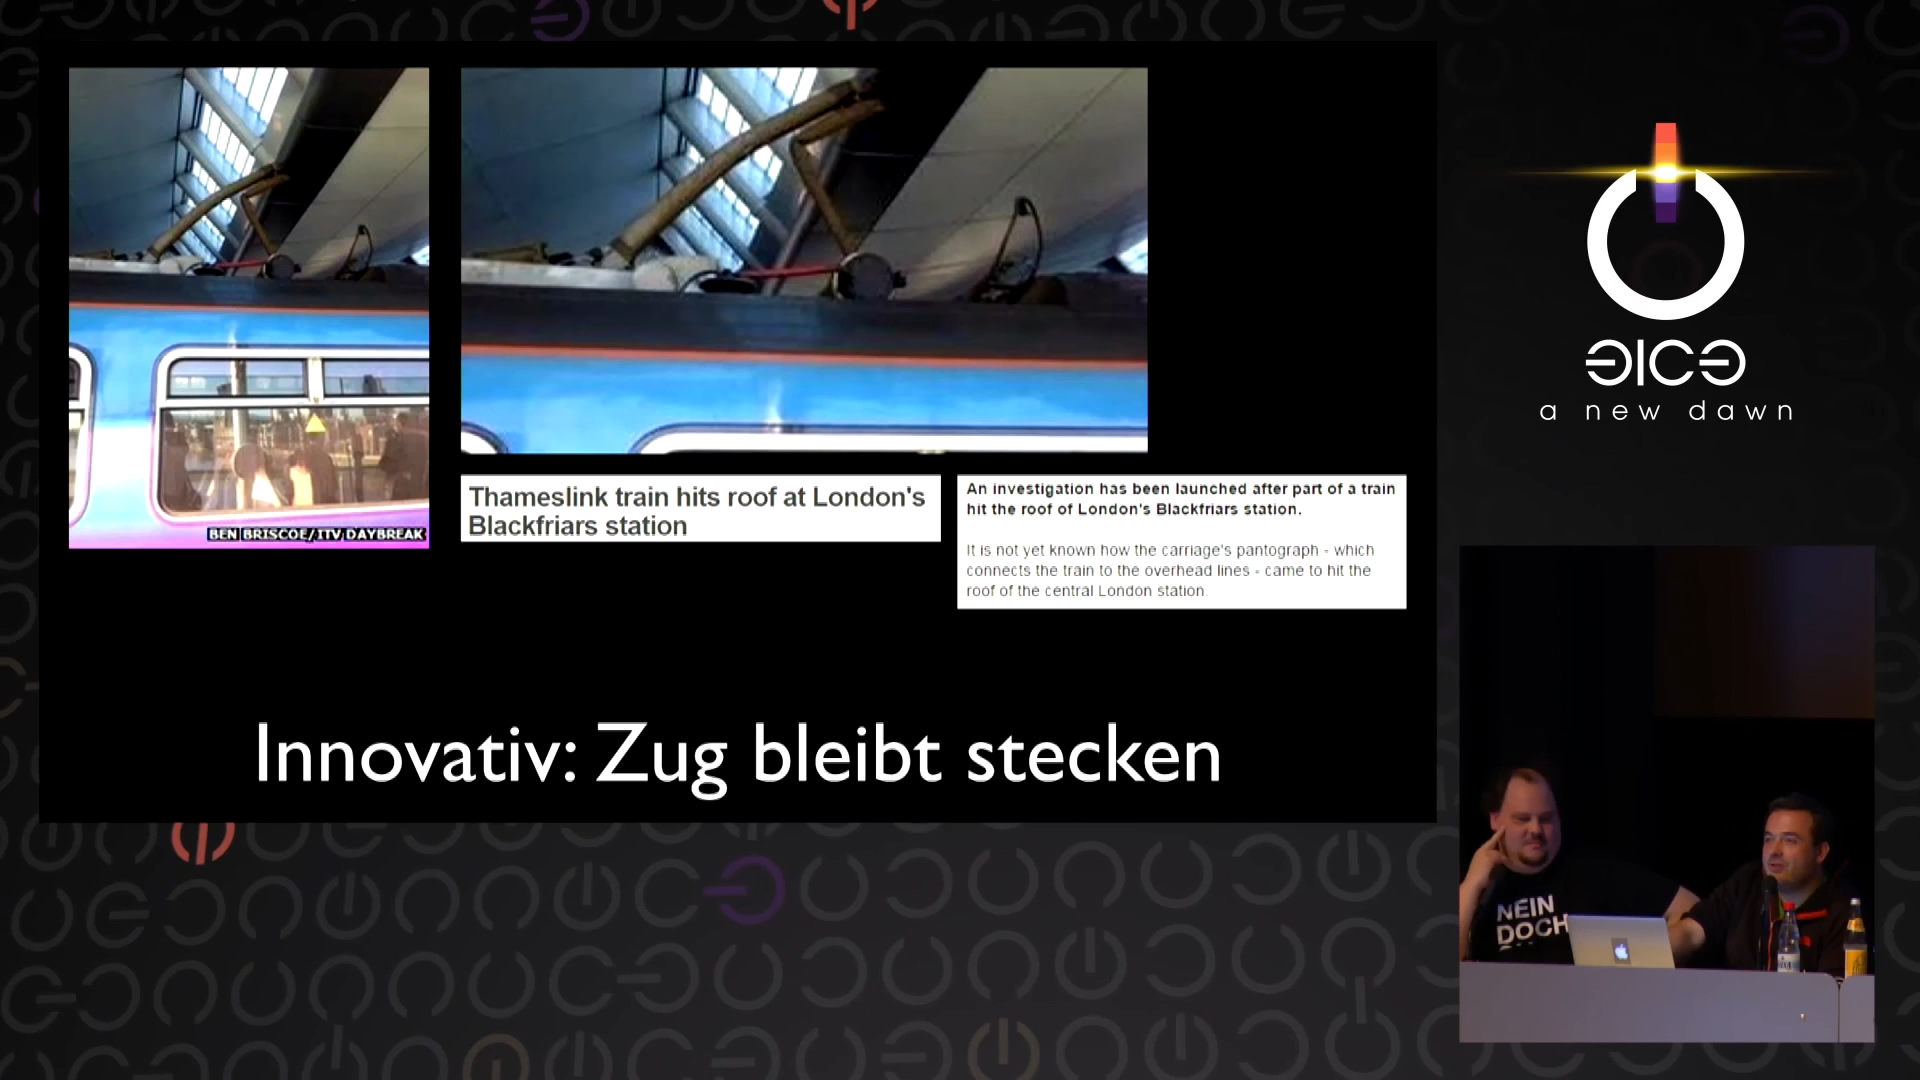 BEN BRISCOE/ITV DAYBREAK
Thameslink train hits roof at London's
Blackfriars station
An investigation has been launched after part of a train
hit the roof of London's Blackfriars station.
It is not yet known how the carriage's pantograph - which
connects the train to the overhead lines - came to hit the
roof of the central London station.
Innovativ: Zug bleibt stecken
a new dawn
NEIN
DOCH